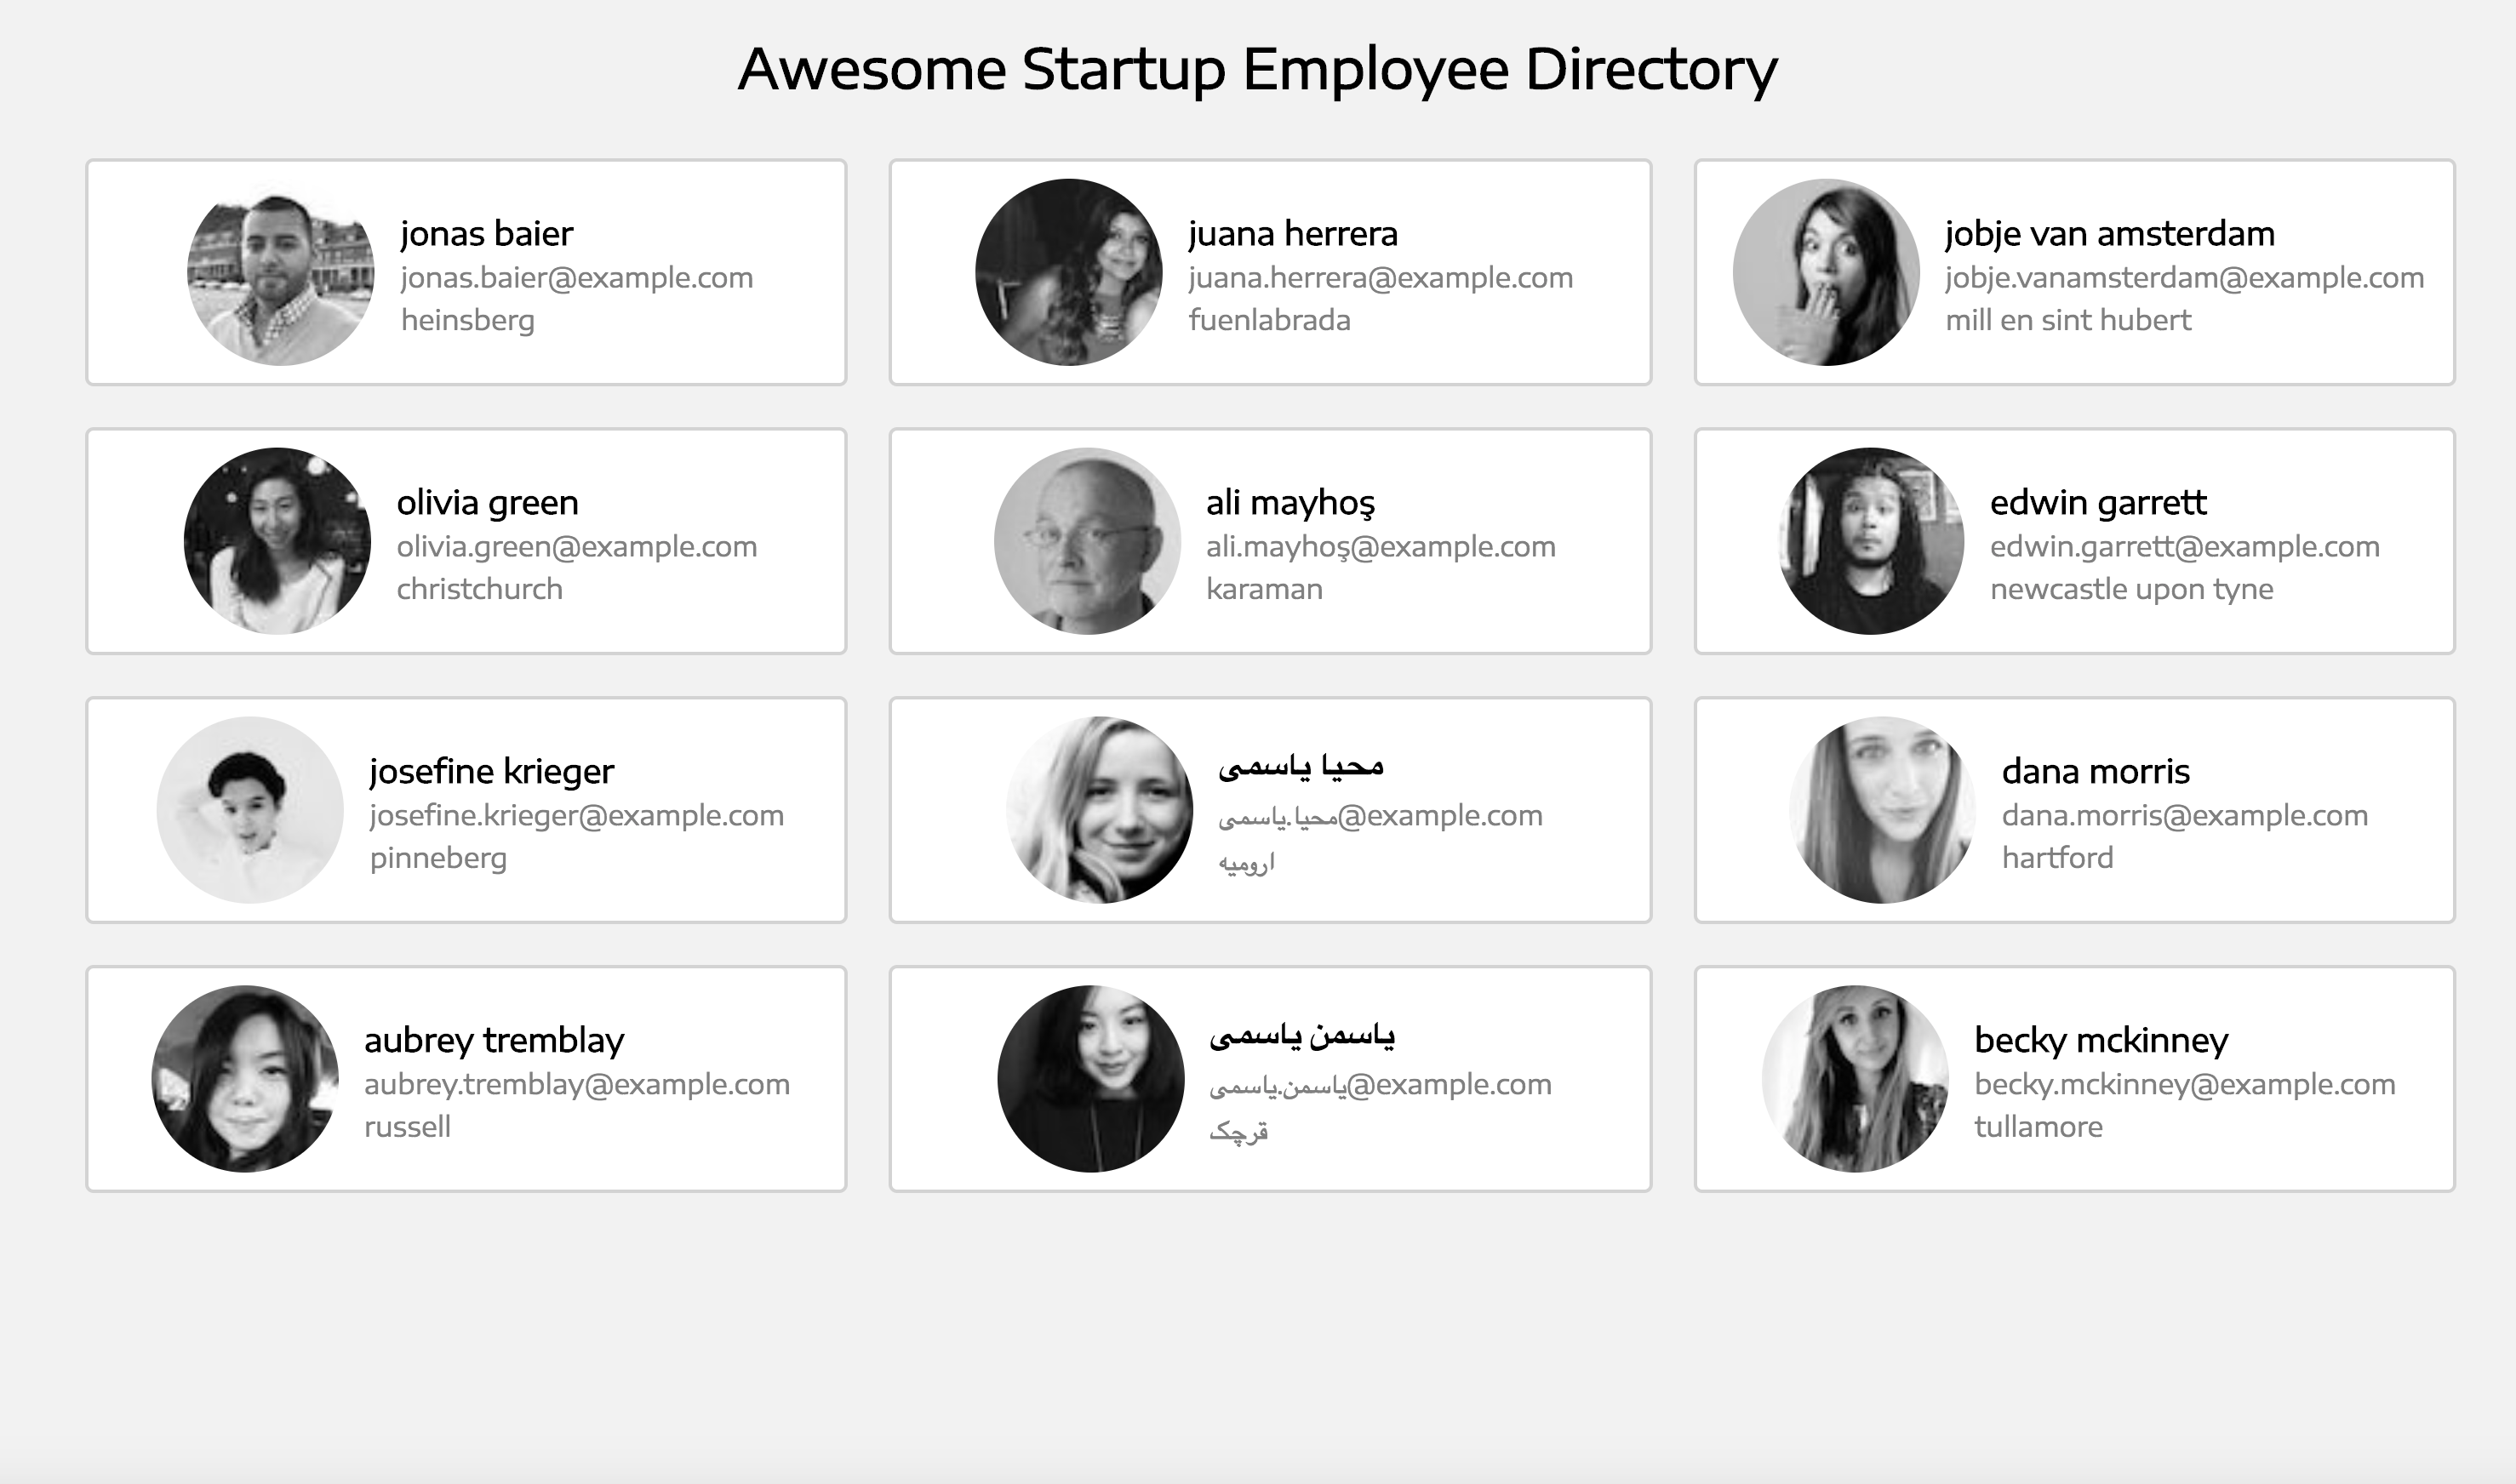 Awesome Startup Employee Directory
jonas baier
jonas.baier@example.com
heinsberg
juana herrera
juana.herrera@example.com
fuenlabrada
jobje van amsterdam
jobje.vanamsterdam@example.com
mill en sint hubert
olivia green
olivia.green@example.com
christchurch
ali mayhoş
ali.mayhoş@example.com
karaman
edwin garrett
edwin.garrett@example.com
newcastle upon tyne
josefine krieger
josefine.krieger@example.com
pinneberg
محیا یاسمی
محیا.یاسمی@example.com
ارومیه
dana morris
dana.morris@example.com
hartford
aubrey tremblay
aubrey.tremblay@example.com
russell
یاسمن یاسمی
یاسمن.یاسمی@example.com
قرچک
becky mckinney
becky.mckinney@example.com
tullamore